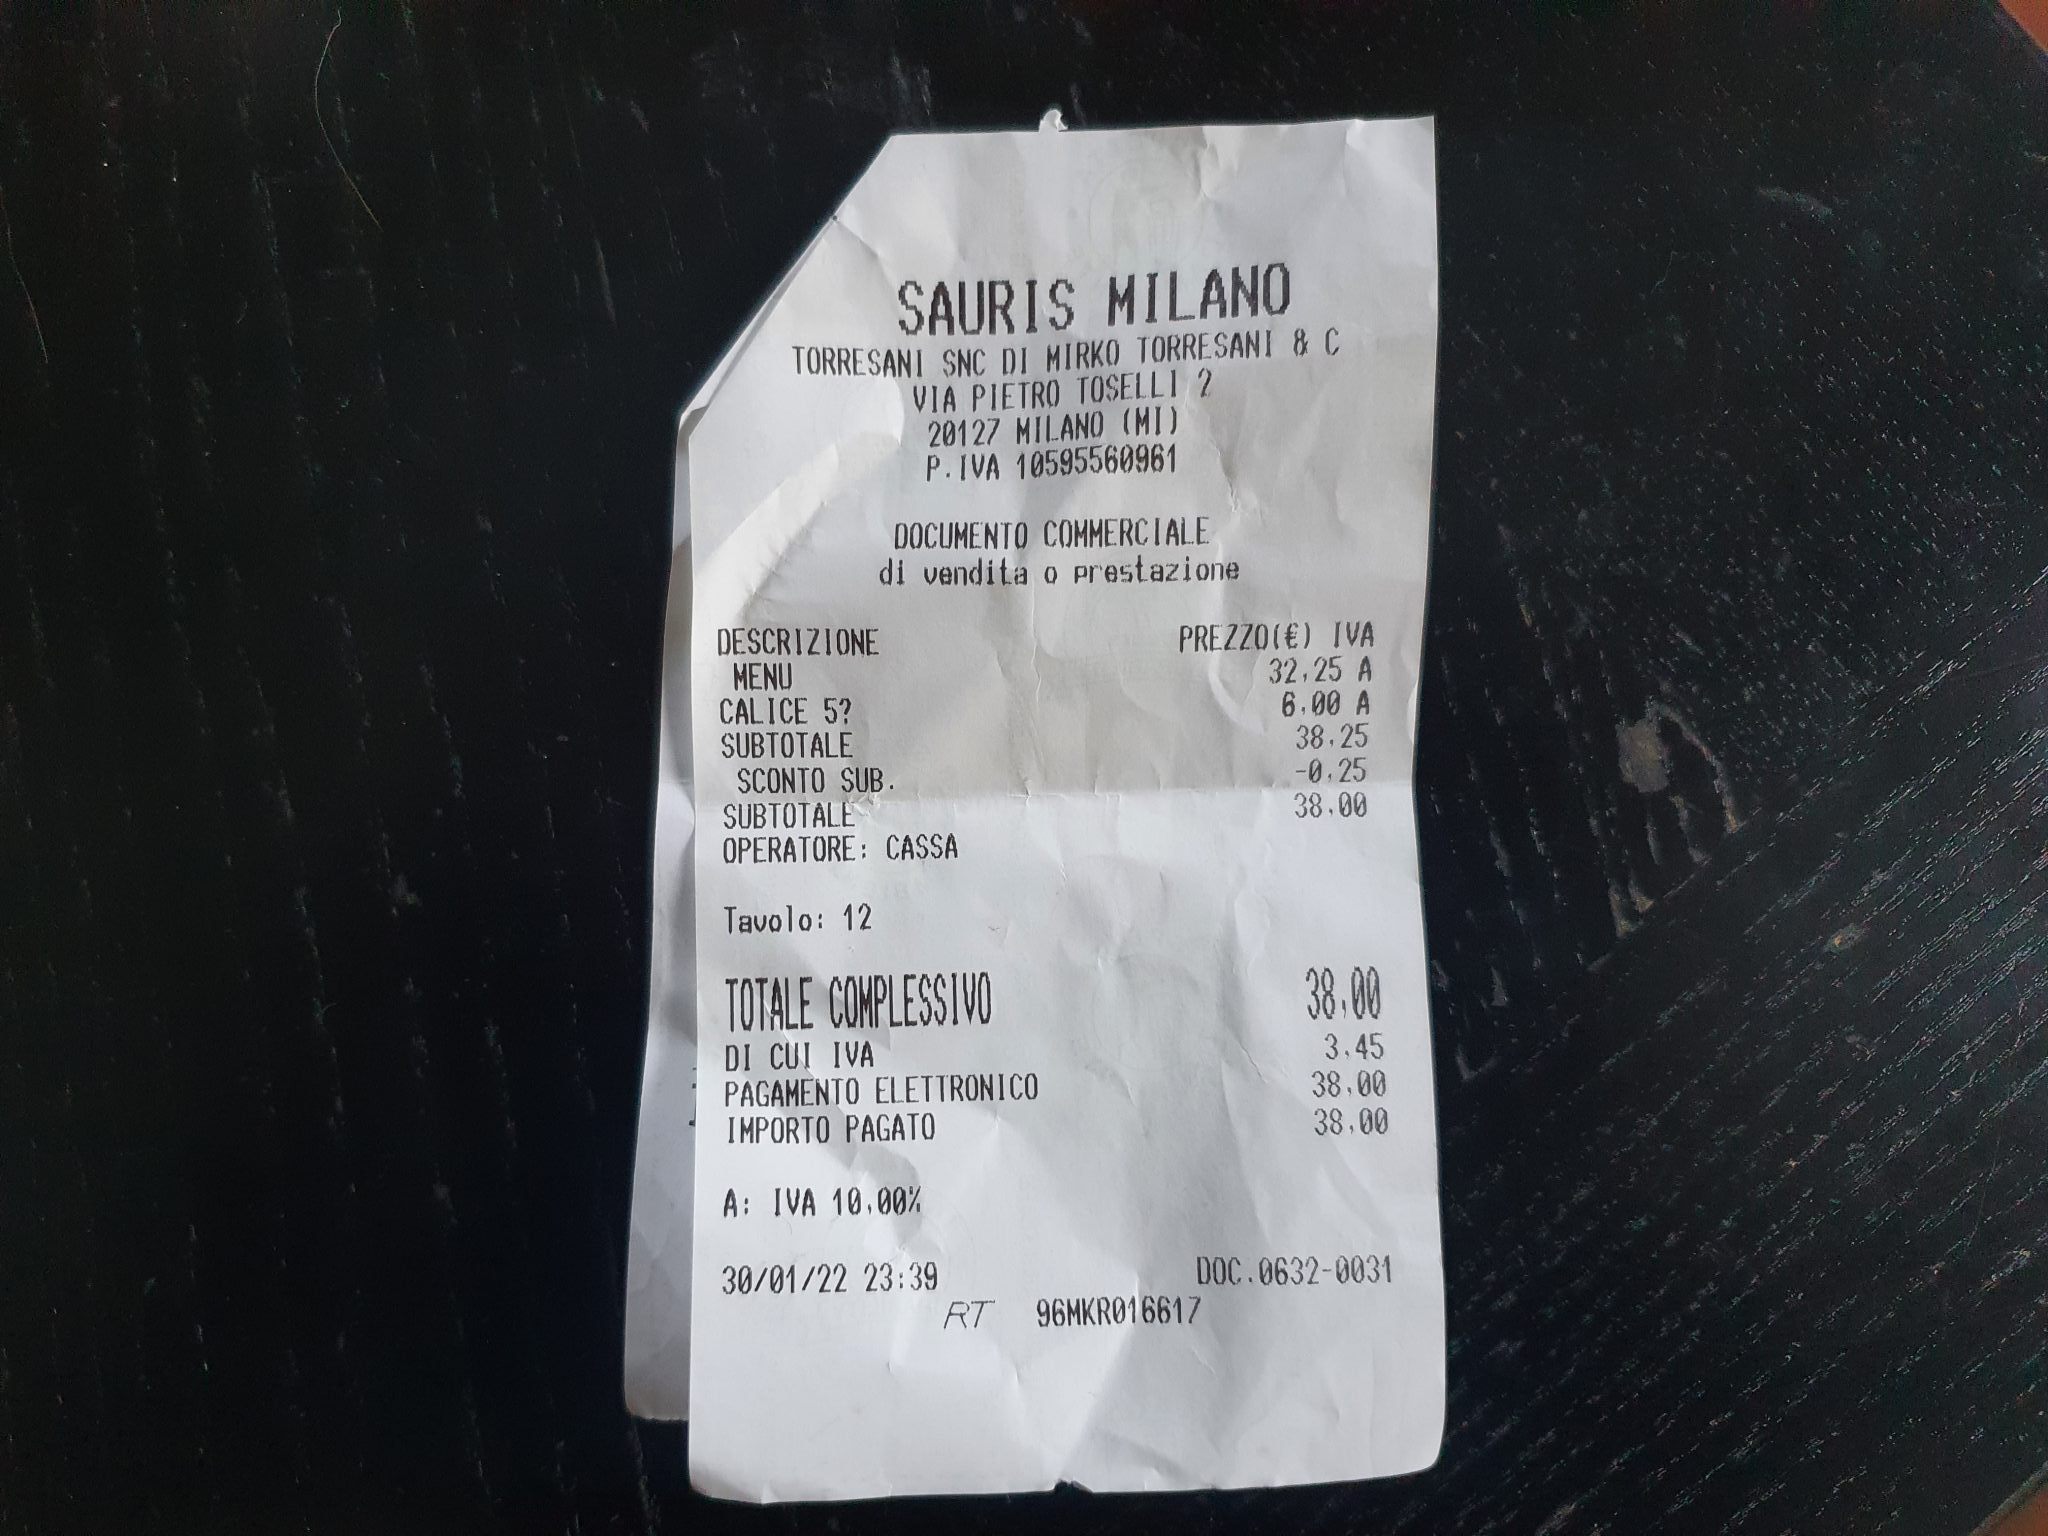 SAURIS MILANO
TORRESANI SNC DI MIRKO TORRESANI & C
VIA PIETRO TOSELLI 2
20127 MILANO (MI)
P.IVA 10595560961
DOCUMENTO COMMERCIALE
di vendita o prestazione
DESCRIZIONE PREZZO(€) IVA
MENU 32,25 A
CALICE 5? 6,00 A
SUBTOTALE 38,25
SCONTO SUB. -0,25
SUBTOTALE 38,00
OPERATORE: CASSA
Tavolo: 12
TOTALE COMPLESSIVO 38,00
DI CUI IVA 3,45
PAGAMENTO ELETTRONICO 38,00
IMPORTO PAGATO 38,00
A: IVA 10,00%
30/01/22 23:39 DOC.0632-0031
RT 96MKR016617